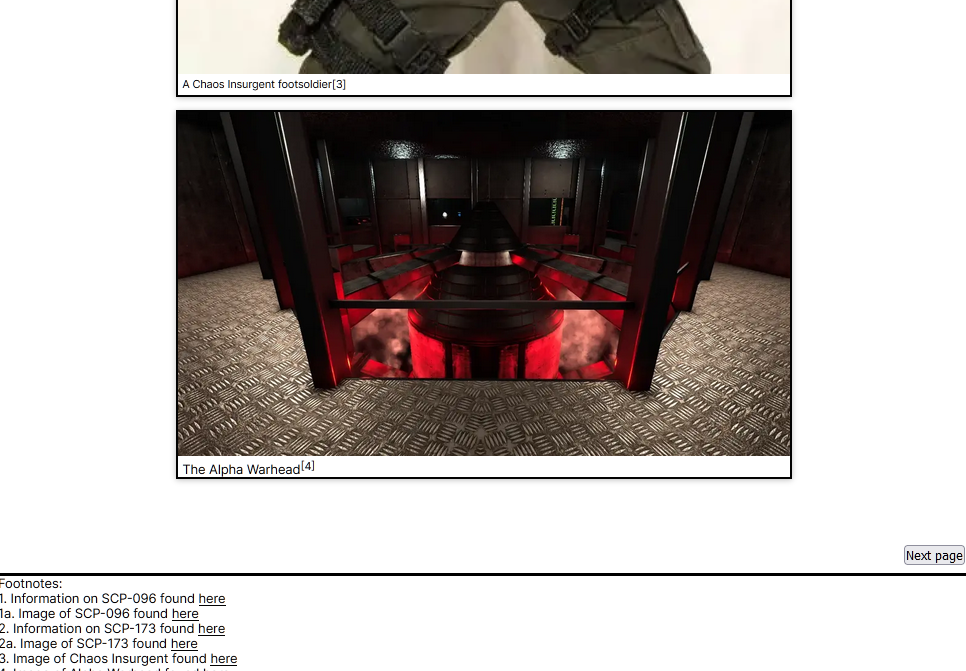 A Chaos Insurgent footsoldier[3]
The Alpha Warhead[4]
Next page
Footnotes:
1. Information on SCP-096 found here
1a. Image of SCP-096 found here
2. Information on SCP-173 found here
2a. Image of SCP-173 found here
3. Image of Chaos Insurgent found here